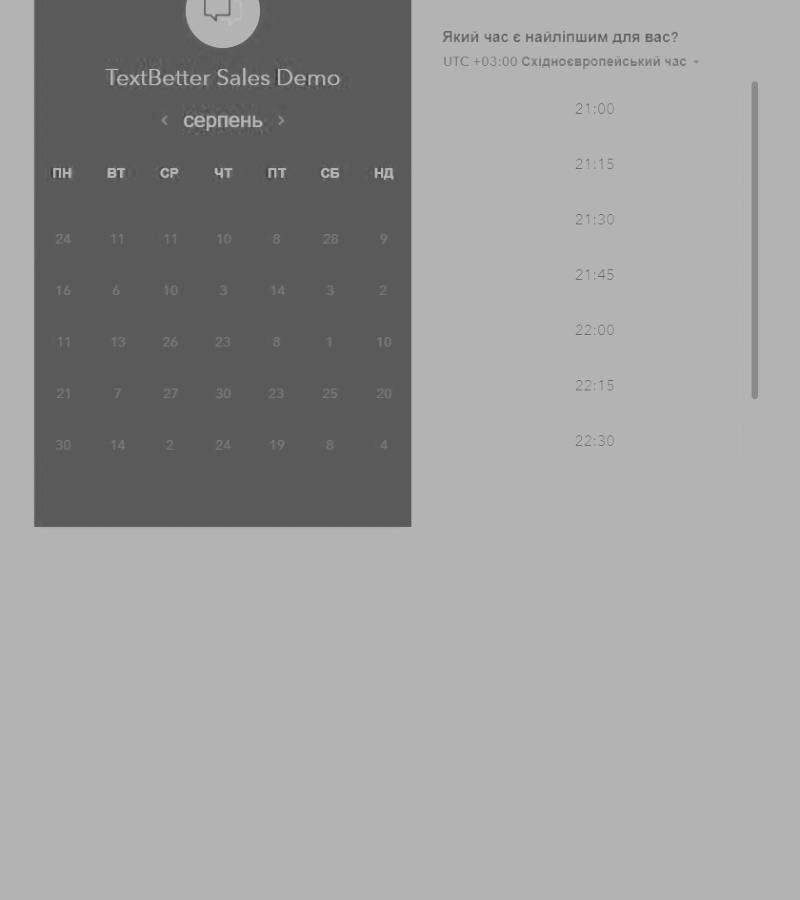 TextBetter Sales Demo
‹ серпень ›
ПН ВТ СР ЧТ ПТ СБ НД
24 11 11 10 8 28 9
16 6 10 3 14 3 2
11 13 26 23 8 1 10
21 7 27 30 23 25 20
30 14 2 24 19 8 4
Який час є найліпшим для вас?
UTC +03:00 Східноєвропейський час
21:00
21:15
21:30
21:45
22:00
22:15
22:30